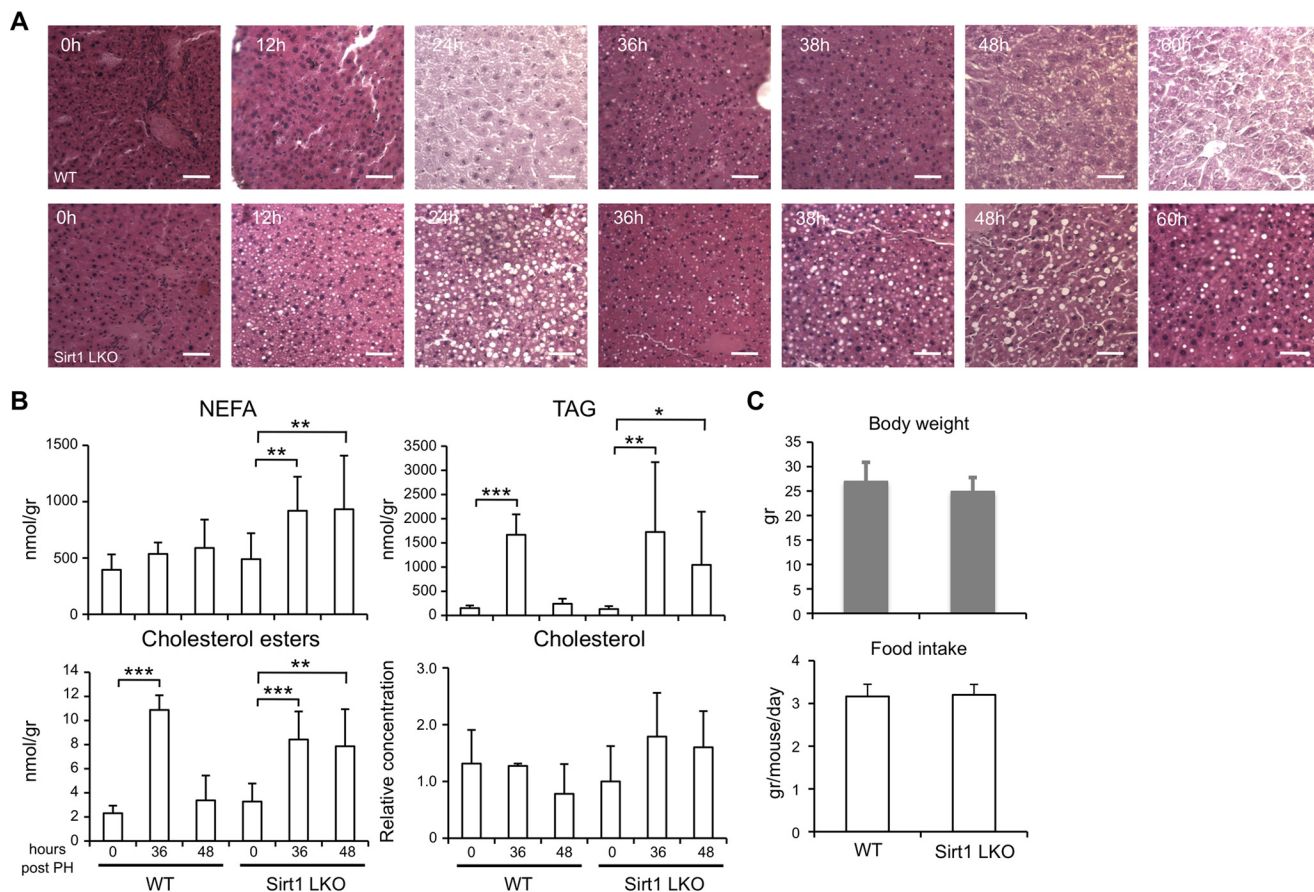 A
0h
12h
24h
36h
38h
48h
60h
WT
0h
12h
24h
36h
38h
48h
60h
Sirt1 LKO
B
NEFA
nmol/gr
1500
1000
500
0
**
**
TAG
nmol/gr
3500
3000
2500
2000
1500
1000
500
0
***
**
*
Cholesterol esters
nmol/gr
14
12
10
8
6
4
2
0
***
***
**
hours
post PH
0 36 48 0 36 48
WT Sirt1 LKO
Cholesterol
Relative concentration
3.0
2.0
1.0
0.0
0 36 48 0 36 48
WT Sirt1 LKO
C
Body weight
gr
35
30
25
20
15
10
5
0
Food intake
gr/mouse/day
4
3
2
1
0
WT Sirt1 LKO